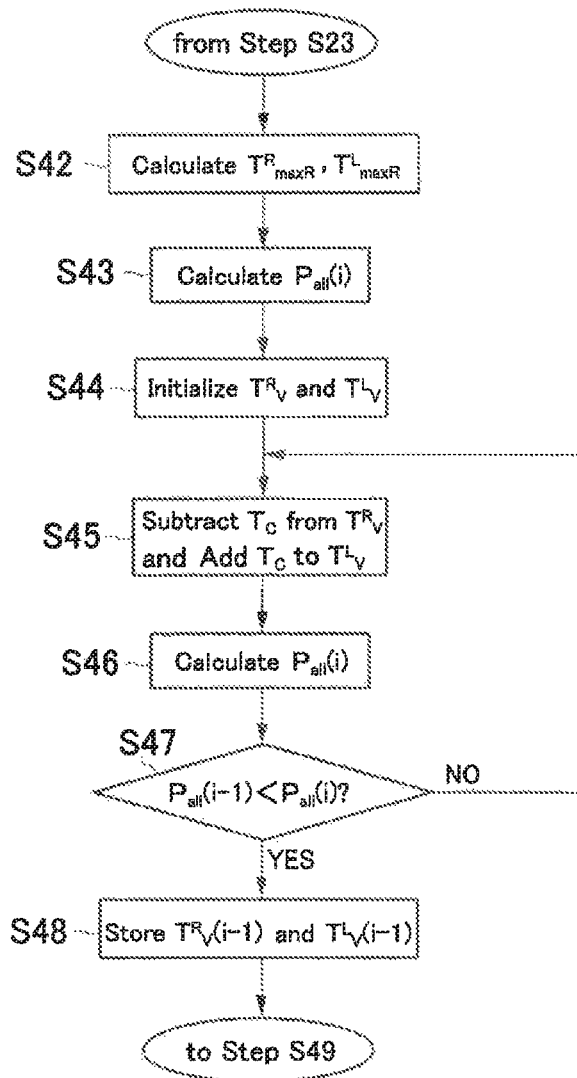 from Step S23
S42
Calculate T^R_maxR, T^L_maxR
S43
Calculate P_all(i)
S44
Initialize T^R_V and T^L_V
S45
Subtract T_C from T^R_V
and Add T_C to T^L_V
S46
Calculate P_all(i)
S47
P_all(i-1)<P_all(i)?
NO
YES
S48
Store T^R_V(i-1) and T^L_V(i-1)
to Step S49